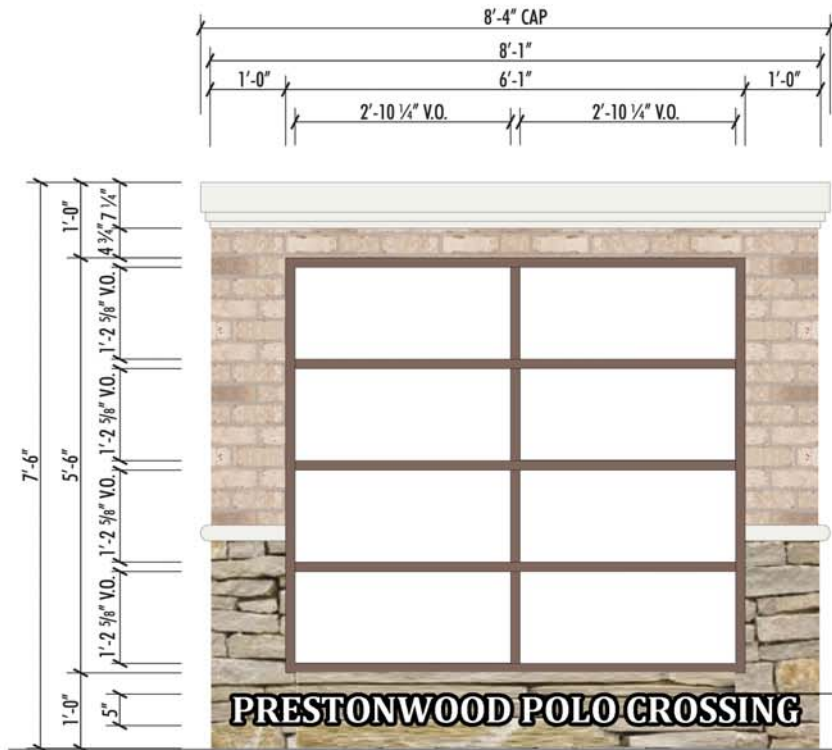 8'-4" CAP
8'-1"
1'-0" 6'-1" 1'-0"
2'-10 ¼" V.O. 2'-10 ¼" V.O.
7'-6"
1'-0"
5'-6"
1'-0"
7 ¼"
4 ¾"
1'-2 5/8" V.O.
1'-2 5/8" V.O.
1'-2 5/8" V.O.
1'-2 5/8" V.O.
5"
PRESTONWOOD POLO CROSSING